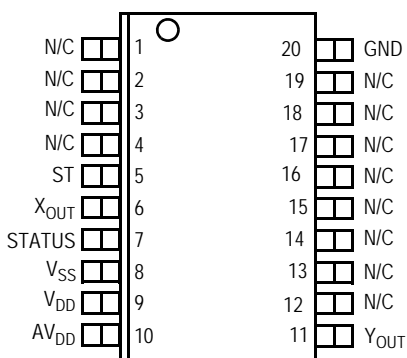 N/C 1 20 GND
N/C 2 19 N/C
N/C 3 18 N/C
N/C 4 17 N/C
ST 5 16 N/C
XOUT 6 15 N/C
STATUS 7 14 N/C
VSS 8 13 N/C
VDD 9 12 N/C
AVDD 10 11 YOUT